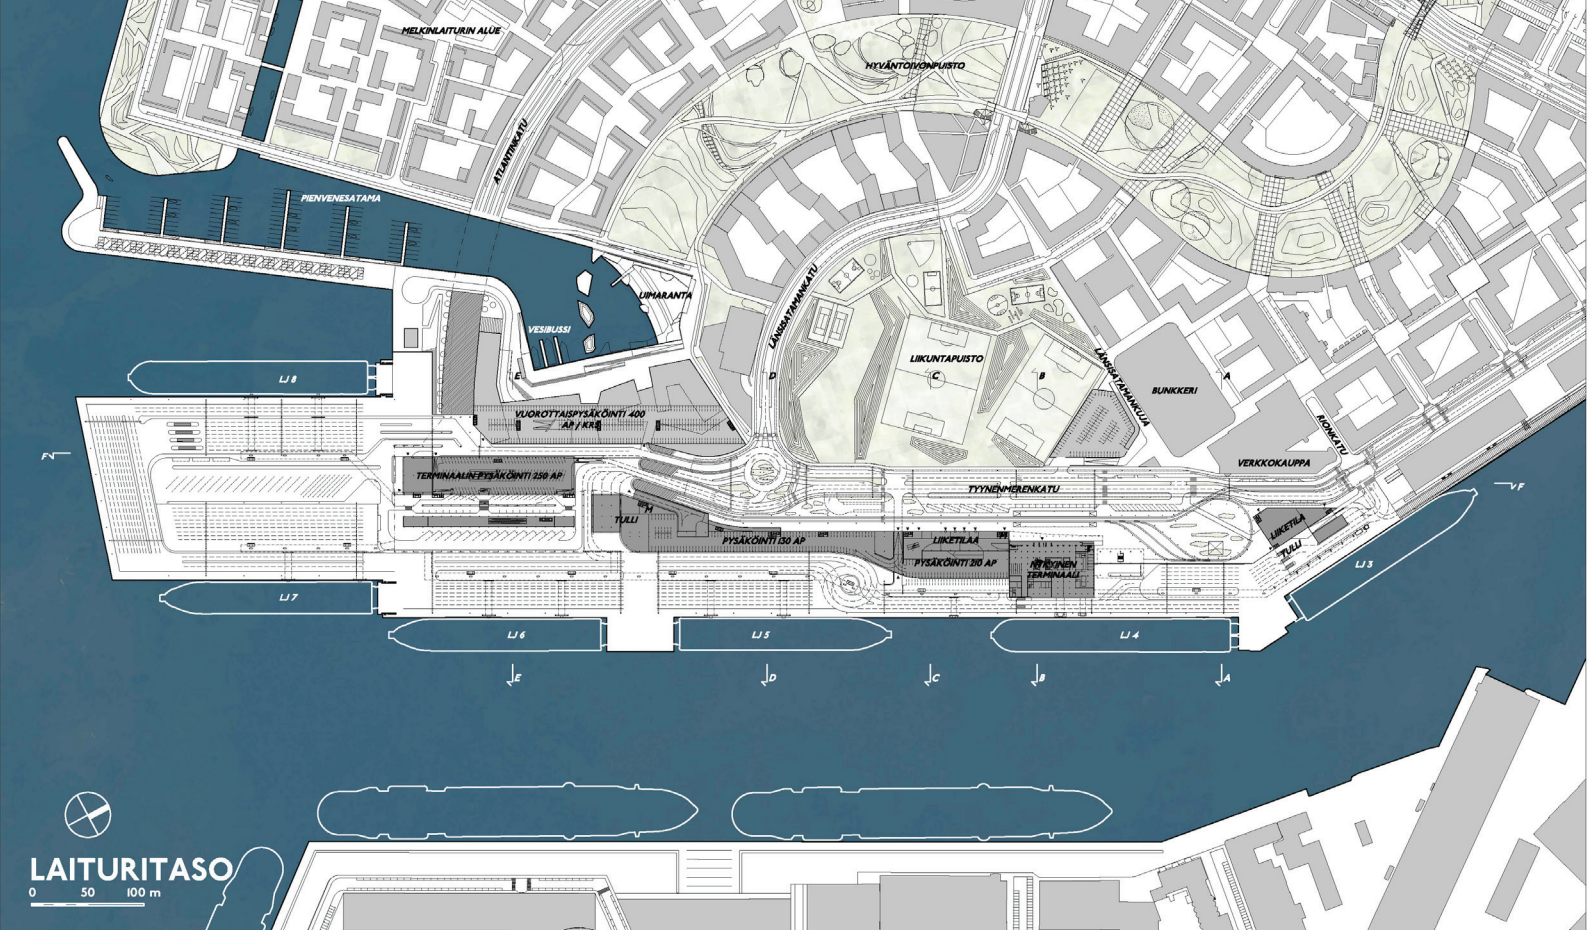 MELKINLAITURIN ALUE
HYVÄNTOIVONPUISTO
ATLANTINKATU
PIENVENESATAMA
UIMARANTA
LÄNSISATAMANKATU
VESIBUSSI
LIIKUNTAPUISTO
LÄNSISATAMANKUJA
BUNKKERI
LJ 8
E
D
C
B
A
VUOROTTAISPYSÄKÖINTI 400
AP / KRS
RIONKATU
F
TERMINAALIN PYSÄKÖINTI 250 AP
VERKKOKAUPPA
TYYNENMERENKATU
F
M
TULLI
PYSÄKÖINTI 130 AP
LIIKETILAA
PYSÄKÖINTI 210 AP
NYKYINEN
TERMINAALI
LIIKETILA
TULLI
LJ 3
LJ 7
LJ 6
LJ 5
LJ 4
E
D
C
B
A
LAITURITASO
0 50 100 m